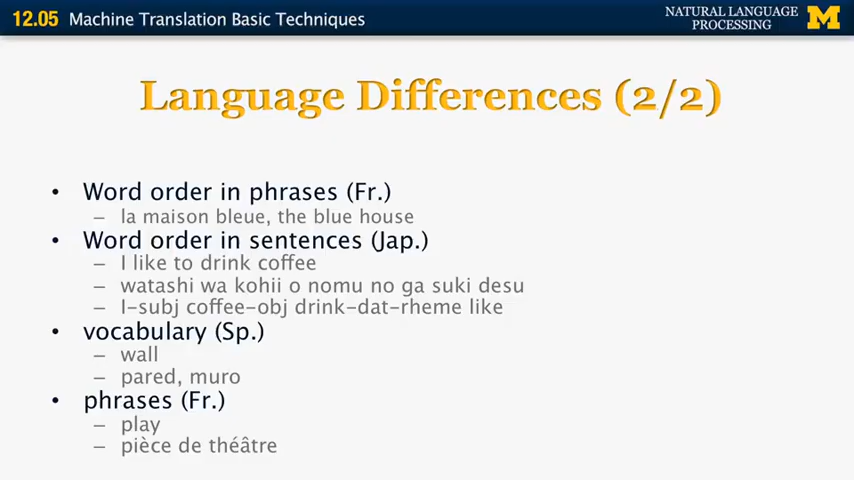 12.05 Machine Translation Basic Techniques
NATURAL LANGUAGE
PROCESSING
M
Language Differences (2/2)
• Word order in phrases (Fr.)
– la maison bleue, the blue house
• Word order in sentences (Jap.)
– I like to drink coffee
– watashi wa kohii o nomu no ga suki desu
– I-subj coffee-obj drink-dat-rheme like
• vocabulary (Sp.)
– wall
– pared, muro
• phrases (Fr.)
– play
– pièce de théâtre